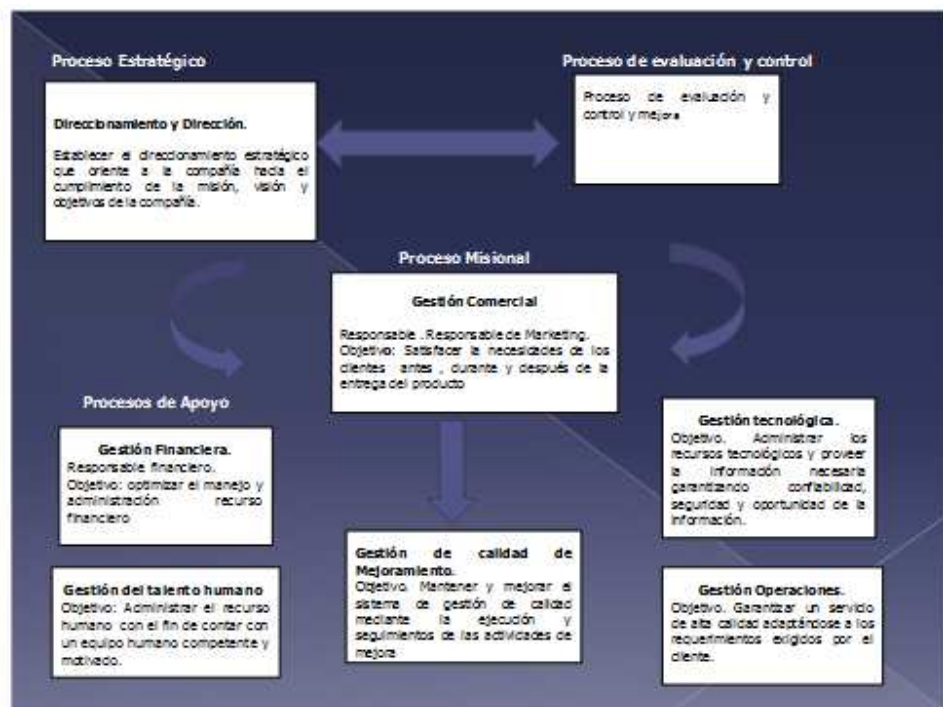 Proceso Estratégico
Direccionamiento y Dirección.
Establecer el direccionamiento estratégico
que oriente a la compañía hacia el
cumplimiento de la misión, visión y
objetivos de la compañía.
Proceso de evaluación y control
Proceso de evaluación y
control y mejora
Proceso Misional
Gestión Comercial
Responsable . Responsable de Marketing.
Objetivo: Satisfacer la necesidades de los
clientes antes , durante y después de la
entrega del producto
Procesos de Apoyo
Gestión Financiera.
Responsable financiero.
Objetivo: optimizar el manejo y
administración recurso
financiero
Gestión del talento humano
Objetivo: Administrar el recurso
humano con el fin de contar con
un equipo humano competente y
motivado.
Gestión de calidad de
Mejoramiento.
Objetivo. Mantener y mejorar el
sistema de gestión de calidad
mediante la ejecución y
seguimientos de las actividades de
mejora
Gestión tecnológica.
Objetivo. Administrar los
recursos tecnológicos y proveer
la información necesaria
garantizando confiabilidad,
seguridad y oportunidad de la
información.
Gestión Operaciones.
Objetivo. Garantizar un servicio
de alta calidad adaptándose a los
requerimientos exigidos por el
cliente.